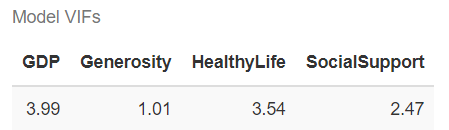 Model VIFs
GDP Generosity HealthyLife SocialSupport
3.99 1.01 3.54 2.47